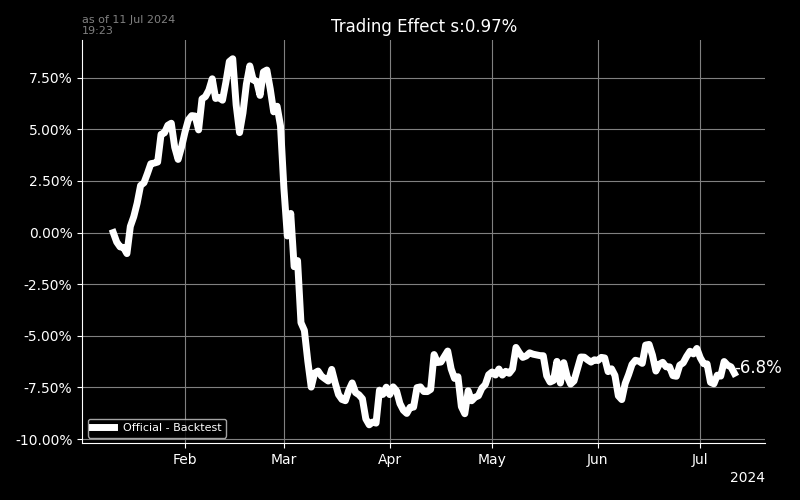 as of 11 Jul 2024
19:23
Trading Effect s:0.97%
7.50%
5.00%
2.50%
0.00%
-2.50%
-5.00%
-7.50%
-10.00%
-6.8%
Official - Backtest
Feb Mar Apr May Jun Jul
2024